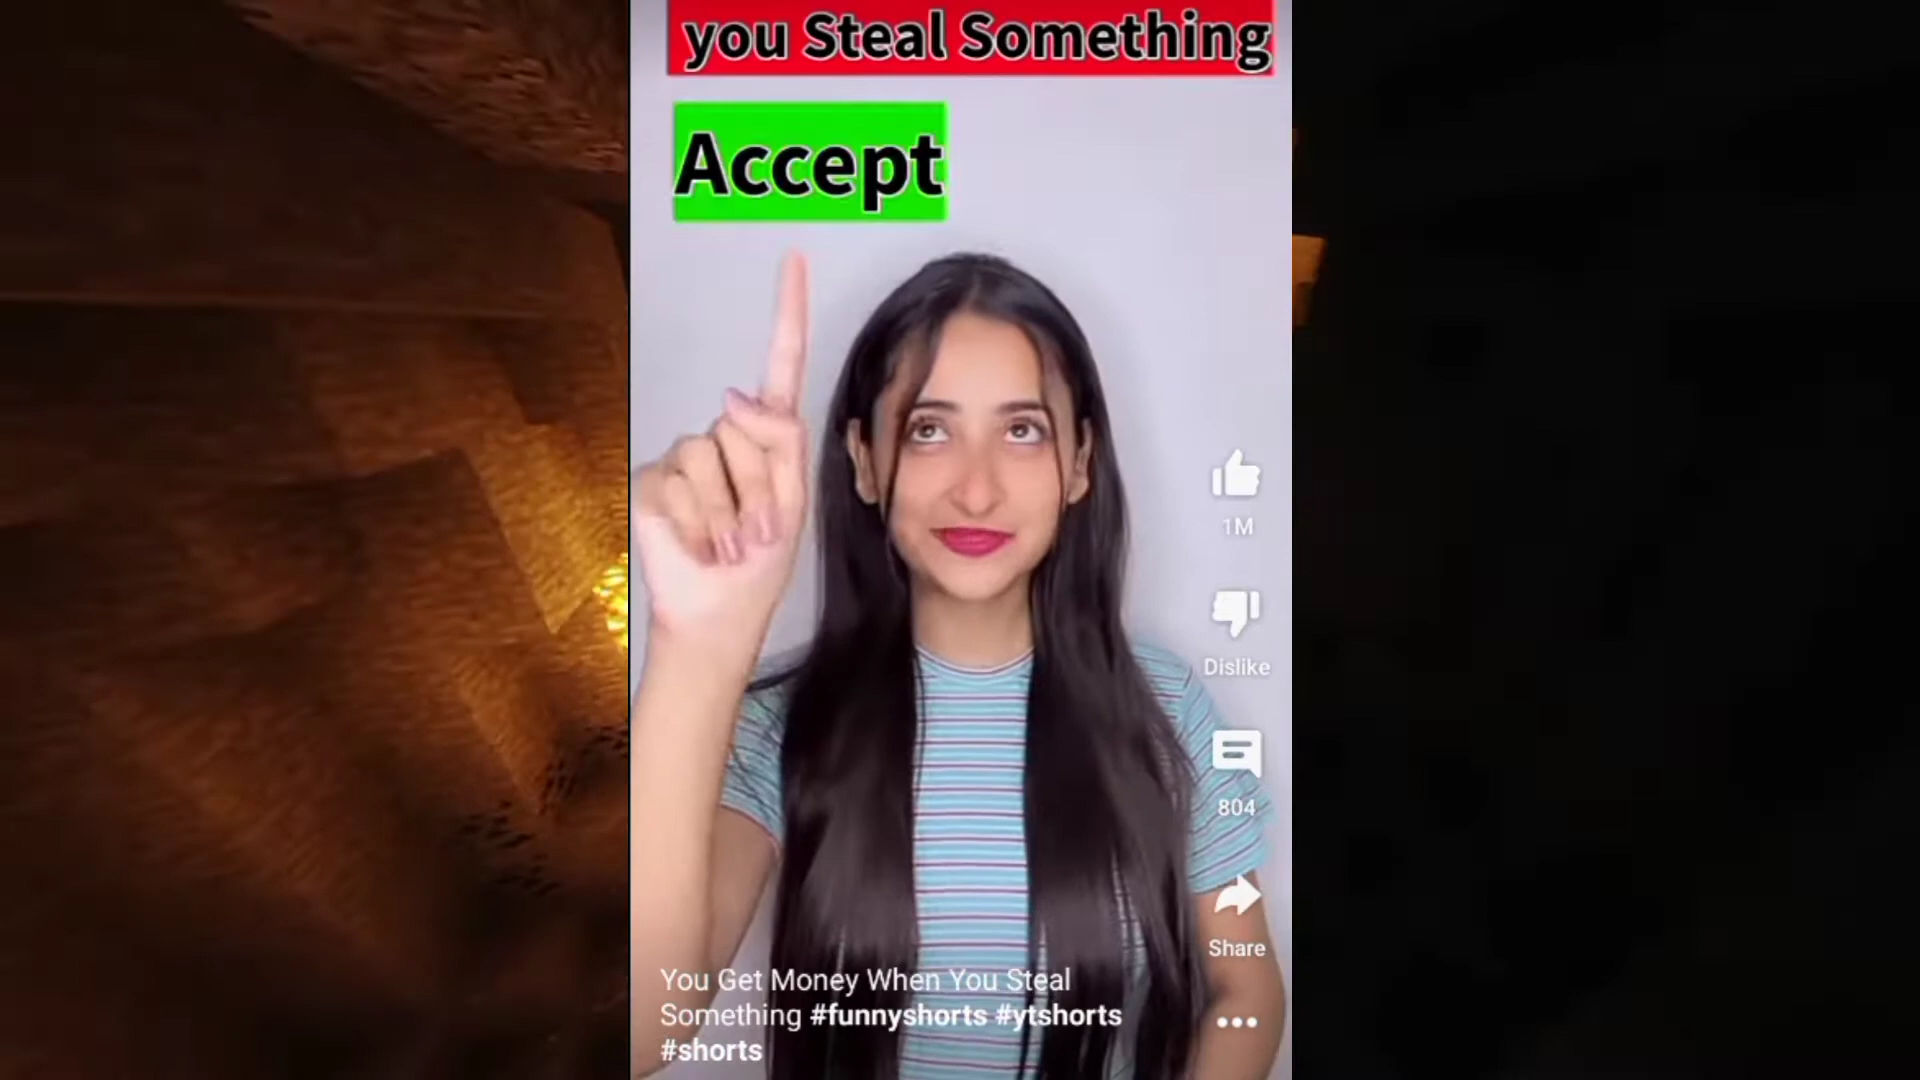 you Steal Something
Accept
1M
Dislike
804
Share
You Get Money When You Steal
Something #funnyshorts #ytshorts
#shorts